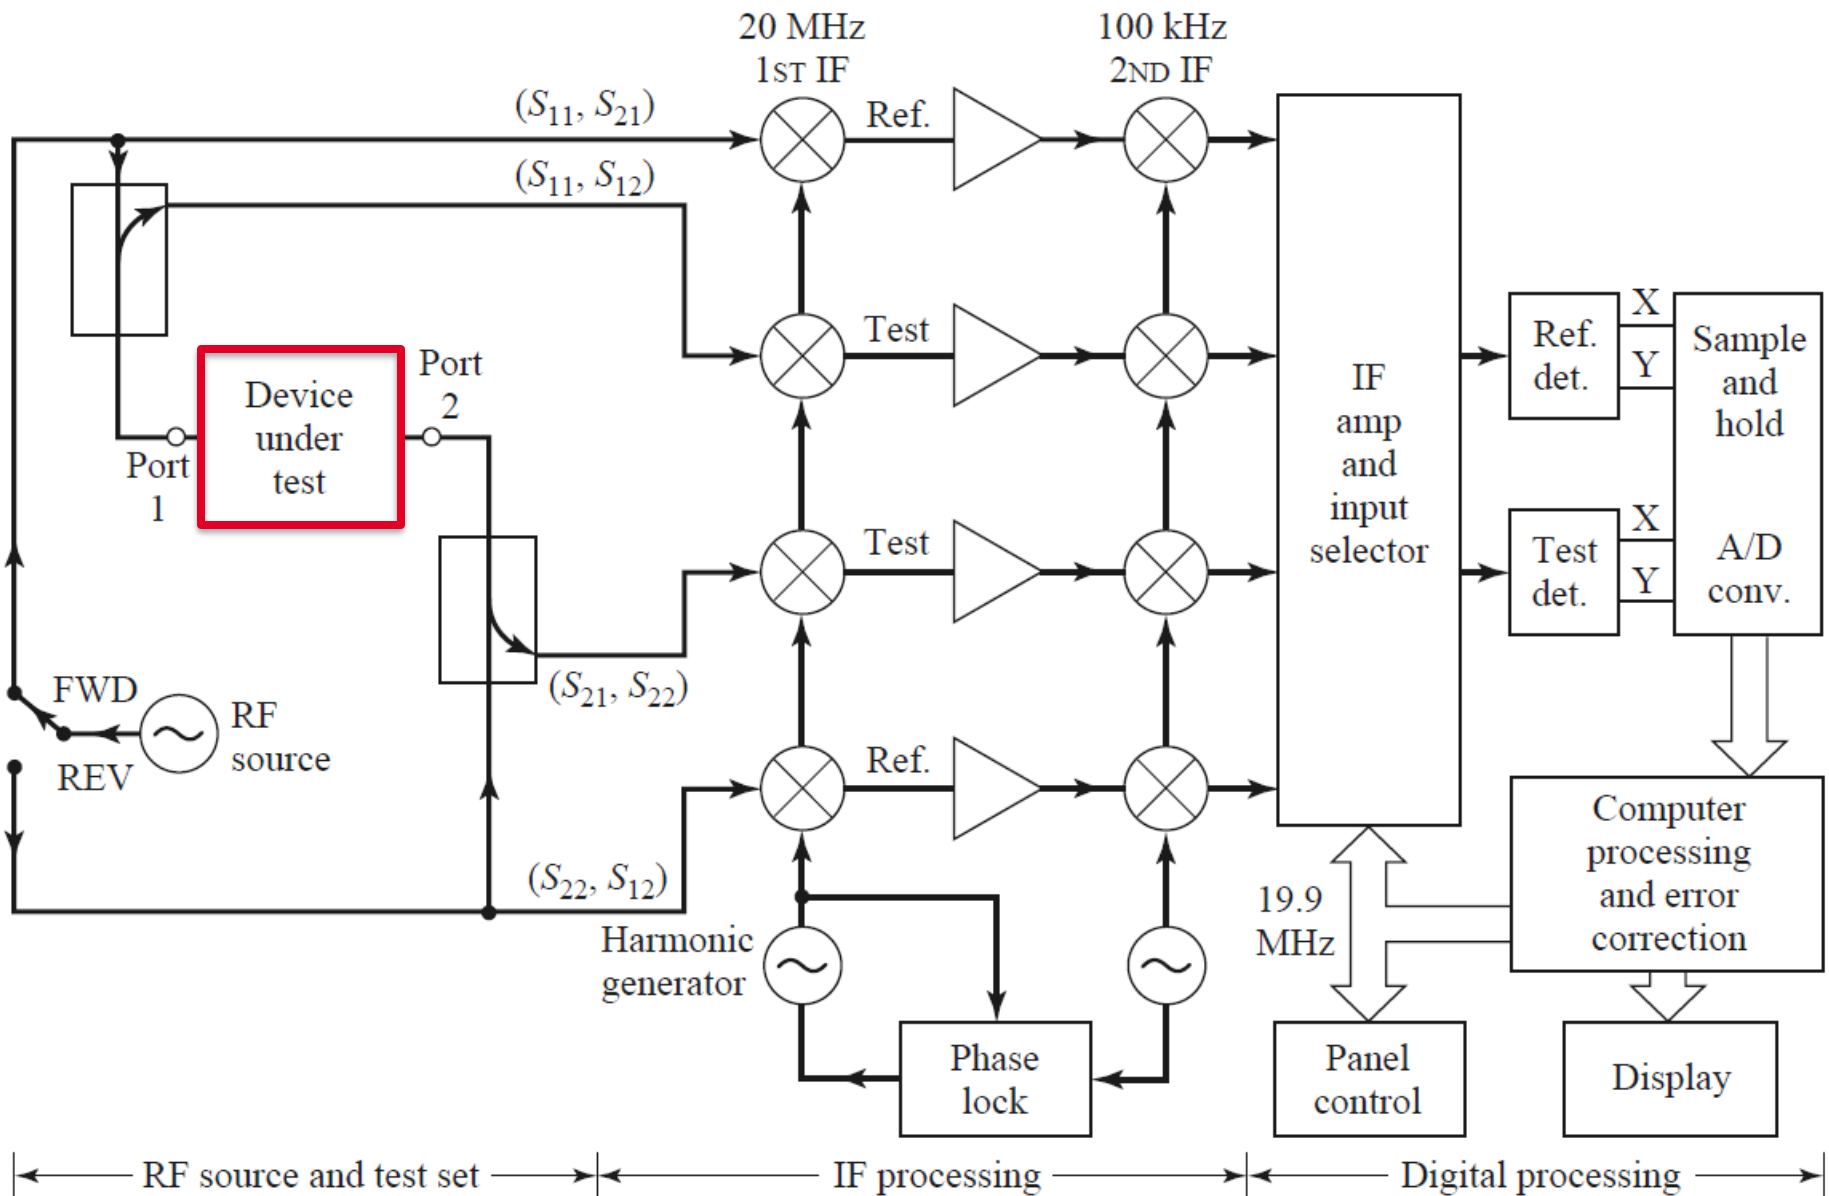 20 MHz
1ST IF
100 kHz
2ND IF
(S11, S21)
Ref.
(S11, S12)
Test
Port
2
Device
under
test
Port
1
IF
amp
and
input
selector
Ref.
det.
X
Y
Sample
and
hold
A/D
conv.
Test
(S21, S22)
Test
det.
X
Y
FWD
REV
RF
source
Ref.
(S22, S12)
Harmonic
generator
Phase
lock
19.9
MHz
Computer
processing
and error
correction
Panel
control
Display
RF source and test set
IF processing
Digital processing